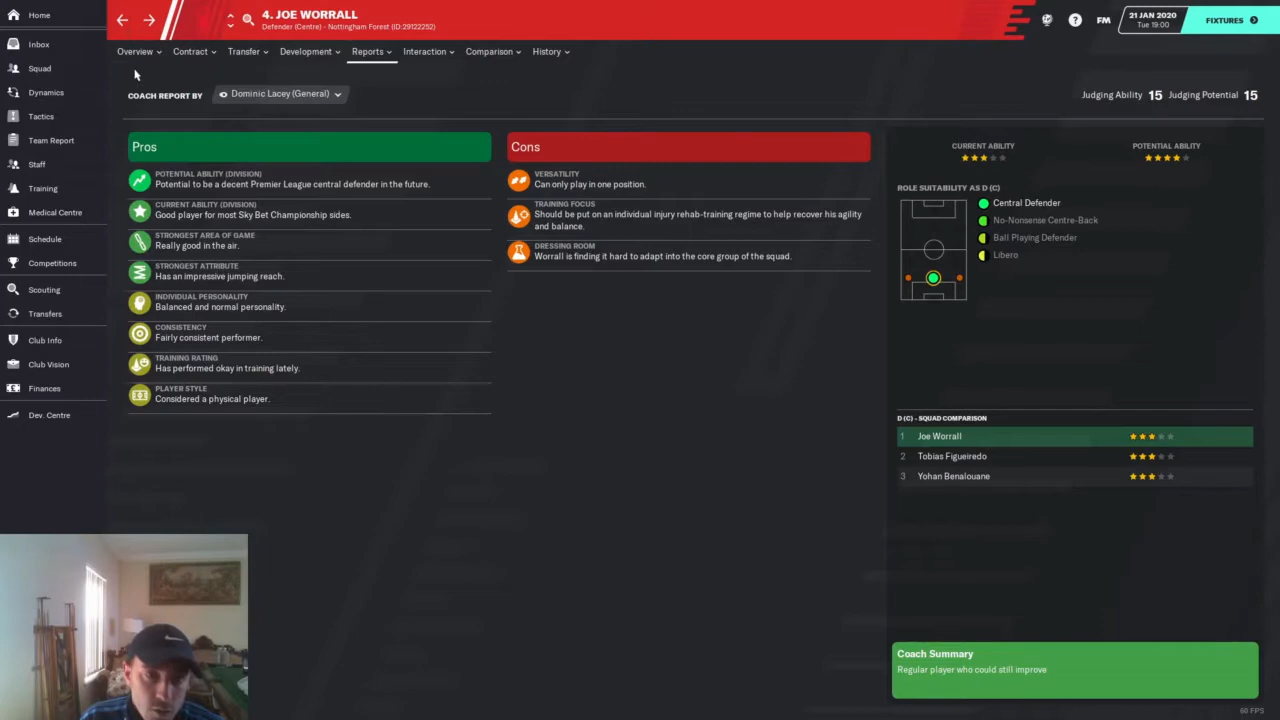 Home
Inbox
Squad
Dynamics
Tactics
Team Report
Staff
Training
Medical Centre
Schedule
Competitions
Scouting
Transfers
Club Info
Club Vision
Finances
Dev. Centre
4. JOE WORRALL
Defender (Centre) - Nottingham Forest (ID:29122252)
?
FM
21 JAN 2020
Tue 19:00
FIXTURES
Overview
Contract
Transfer
Development
Reports
Interaction
Comparison
History
COACH REPORT BY
Dominic Lacey (General)
Judging Ability 15 Judging Potential 15
Pros
POTENTIAL ABILITY (DIVISION)
Potential to be a decent Premier League central defender in the future.
CURRENT ABILITY (DIVISION)
Good player for most Sky Bet Championship sides.
STRONGEST AREA OF GAME
Really good in the air.
STRONGEST ATTRIBUTE
Has an impressive jumping reach.
INDIVIDUAL PERSONALITY
Balanced and normal personality.
CONSISTENCY
Fairly consistent performer.
TRAINING RATING
Has performed okay in training lately.
PLAYER STYLE
Considered a physical player.
Cons
VERSATILITY
Can only play in one position.
TRAINING FOCUS
Should be put on an individual injury rehab-training regime to help recover his agility
and balance.
DRESSING ROOM
Worrall is finding it hard to adapt into the core group of the squad.
CURRENT ABILITY
POTENTIAL ABILITY
ROLE SUITABILITY AS D (C)
Central Defender
No-Nonsense Centre-Back
Ball Playing Defender
Libero
D (C) - SQUAD COMPARISON
1 Joe Worrall
2 Tobias Figueiredo
3 Yohan Benalouane
Coach Summary
Regular player who could still improve
60 FPS